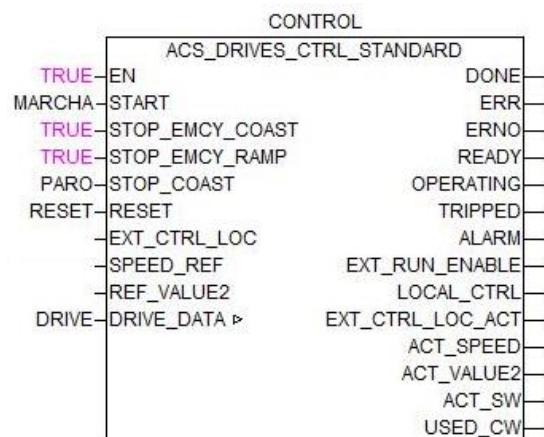 CONTROL
ACS_DRIVES_CTRL_STANDARD
TRUE EN DONE
MARCHA START ERR
TRUE STOP_EMCY_COAST ERNO
TRUE STOP_EMCY_RAMP READY
PARO STOP_COAST OPERATING
RESET RESET TRIPPED
EXT_CTRL_LOC ALARM
SPEED_REF EXT_RUN_ENABLE
REF_VALUE2 LOCAL_CTRL
DRIVE DRIVE_DATA ▹ EXT_CTRL_LOC_ACT
ACT_SPEED
ACT_VALUE2
ACT_SW
USED_CW